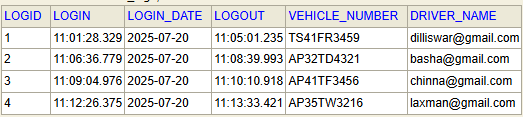 LOGID LOGIN LOGIN_DATE LOGOUT VEHICLE_NUMBER DRIVER_NAME
1 11:01:28.329 2025-07-20 11:05:01.235 TS41FR3459 dilliswar@gmail.com
2 11:06:36.779 2025-07-20 11:08:39.993 AP32TD4321 basha@gmail.com
3 11:09:04.976 2025-07-20 11:10:10.918 AP41TF3456 chinna@gmail.com
4 11:12:26.375 2025-07-20 11:13:33.421 AP35TW3216 laxman@gmail.com